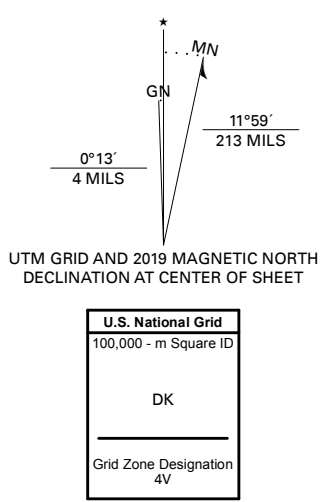 ★
MN
GN
11°59´
213 MILS
0°13´
4 MILS
UTM GRID AND 2019 MAGNETIC NORTH
DECLINATION AT CENTER OF SHEET
U.S. National Grid
100,000 - m Square ID
DK
Grid Zone Designation
4V